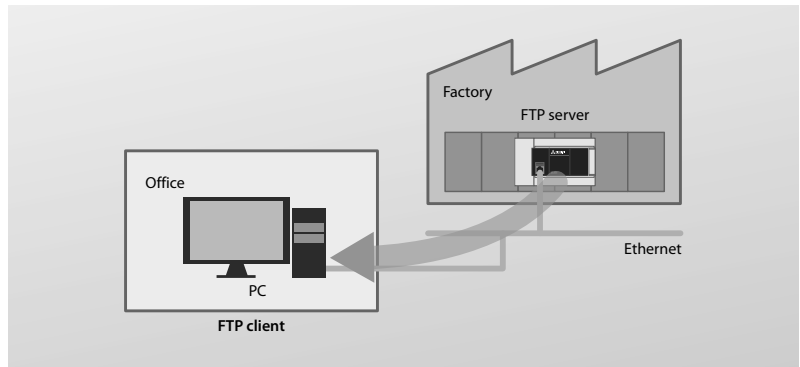 Factory
FTP server
Office
Ethernet
PC
FTP client